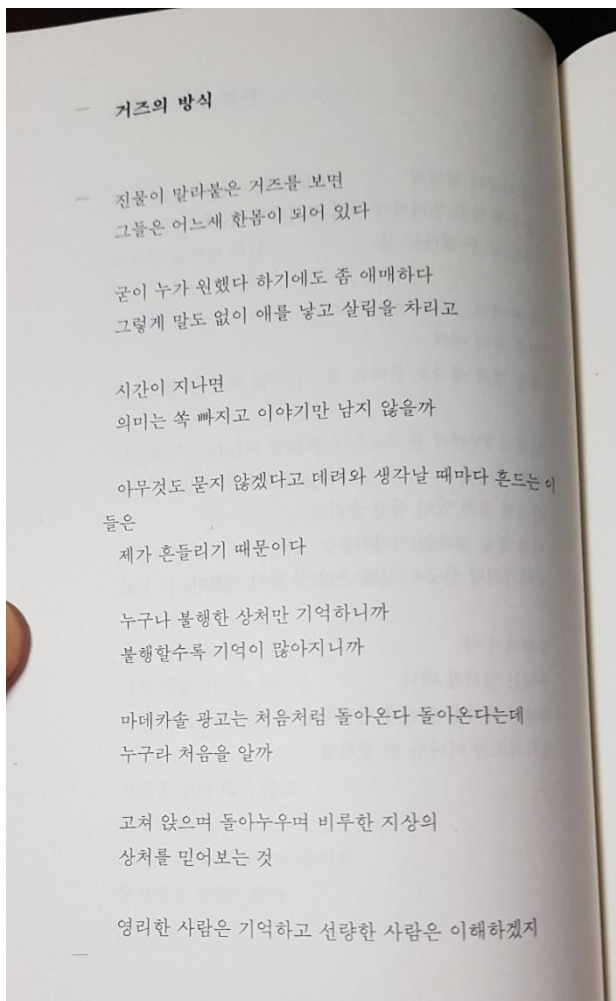 거즈의 방식
진물이 말라붙은 거즈를 보면
그들은 어느새 한몸이 되어 있다
굳이 누가 원했다 하기에도 좀 애매하다
그렇게 말도 없이 애를 낳고 살림을 차리고
시간이 지나면
의미는 쏙 빠지고 이야기만 남지 않을까
아무것도 묻지 않겠다고 데려와 생각날 때마다 흔드는 이
들은
제가 흔들리기 때문이다
누구나 불행한 상처만 기억하니까
불행할수록 기억이 많아지니까
마데카솔 광고는 처음처럼 돌아온다 돌아온다는데
누구라 처음을 알까
고쳐 앉으며 돌아누우며 비루한 지상의
상처를 믿어보는 것
영리한 사람은 기억하고 선량한 사람은 이해하겠지